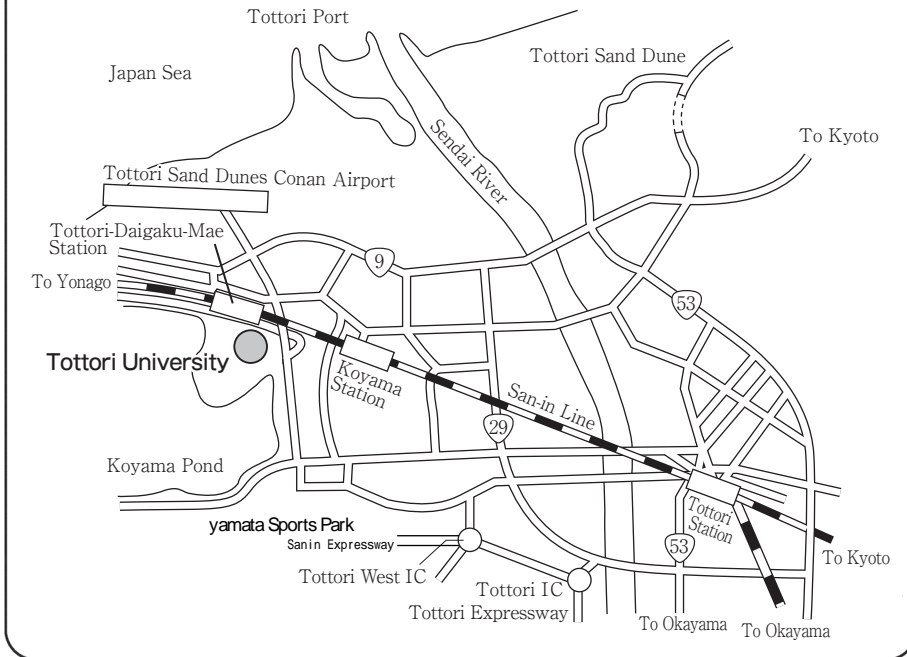 Tottori Port
Japan Sea
Tottori Sand Dune
Sendai River
To Kyoto
Tottori Sand Dunes Conan Airport
Tottori-Daigaku-Mae
Station
9
To Yonago
53
Tottori University
Koyama
Station
San-in Line
29
Koyama Pond
Tottori
Station
yamata Sports Park
Sanin Expressway
53
To Kyoto
Tottori West IC
Tottori IC
Tottori Expressway
To Okayama
To Okayama